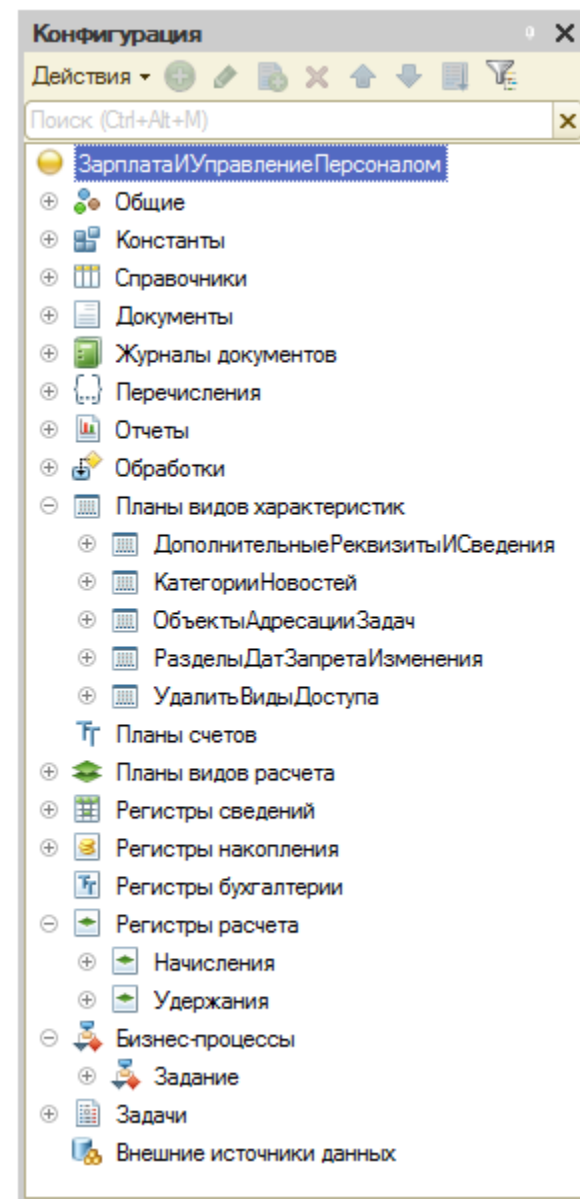 Конфигурация
Действия
Поиск (Ctrl+Alt+M)
ЗарплатаИУправлениеПерсоналом
Общие
Константы
Справочники
Документы
Журналы документов
Перечисления
Отчеты
Обработки
Планы видов характеристик
ДополнительныеРеквизитыИСведения
КатегорииНовостей
ОбъектыАдресацииЗадач
РазделыДатЗапретаИзменения
УдалитьВидыДоступа
Планы счетов
Планы видов расчета
Регистры сведений
Регистры накопления
Регистры бухгалтерии
Регистры расчета
Начисления
Удержания
Бизнес-процессы
Задание
Задачи
Внешние источники данных